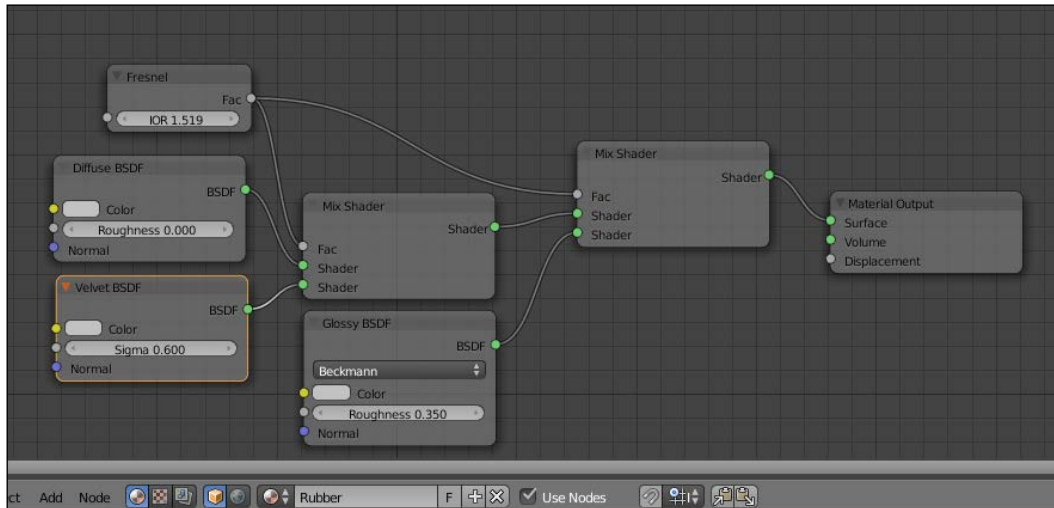 Fresnel
Fac
IOR 1.519
Diffuse BSDF
BSDF
Color
Roughness 0.000
Normal
Velvet BSDF
BSDF
Color
Sigma 0.600
Normal
Mix Shader
Shader
Fac
Shader
Shader
Glossy BSDF
BSDF
Beckmann
Color
Roughness 0.350
Normal
Mix Shader
Shader
Fac
Shader
Shader
Material Output
Surface
Volume
Displacement
ct Add Node Rubber F Use Nodes